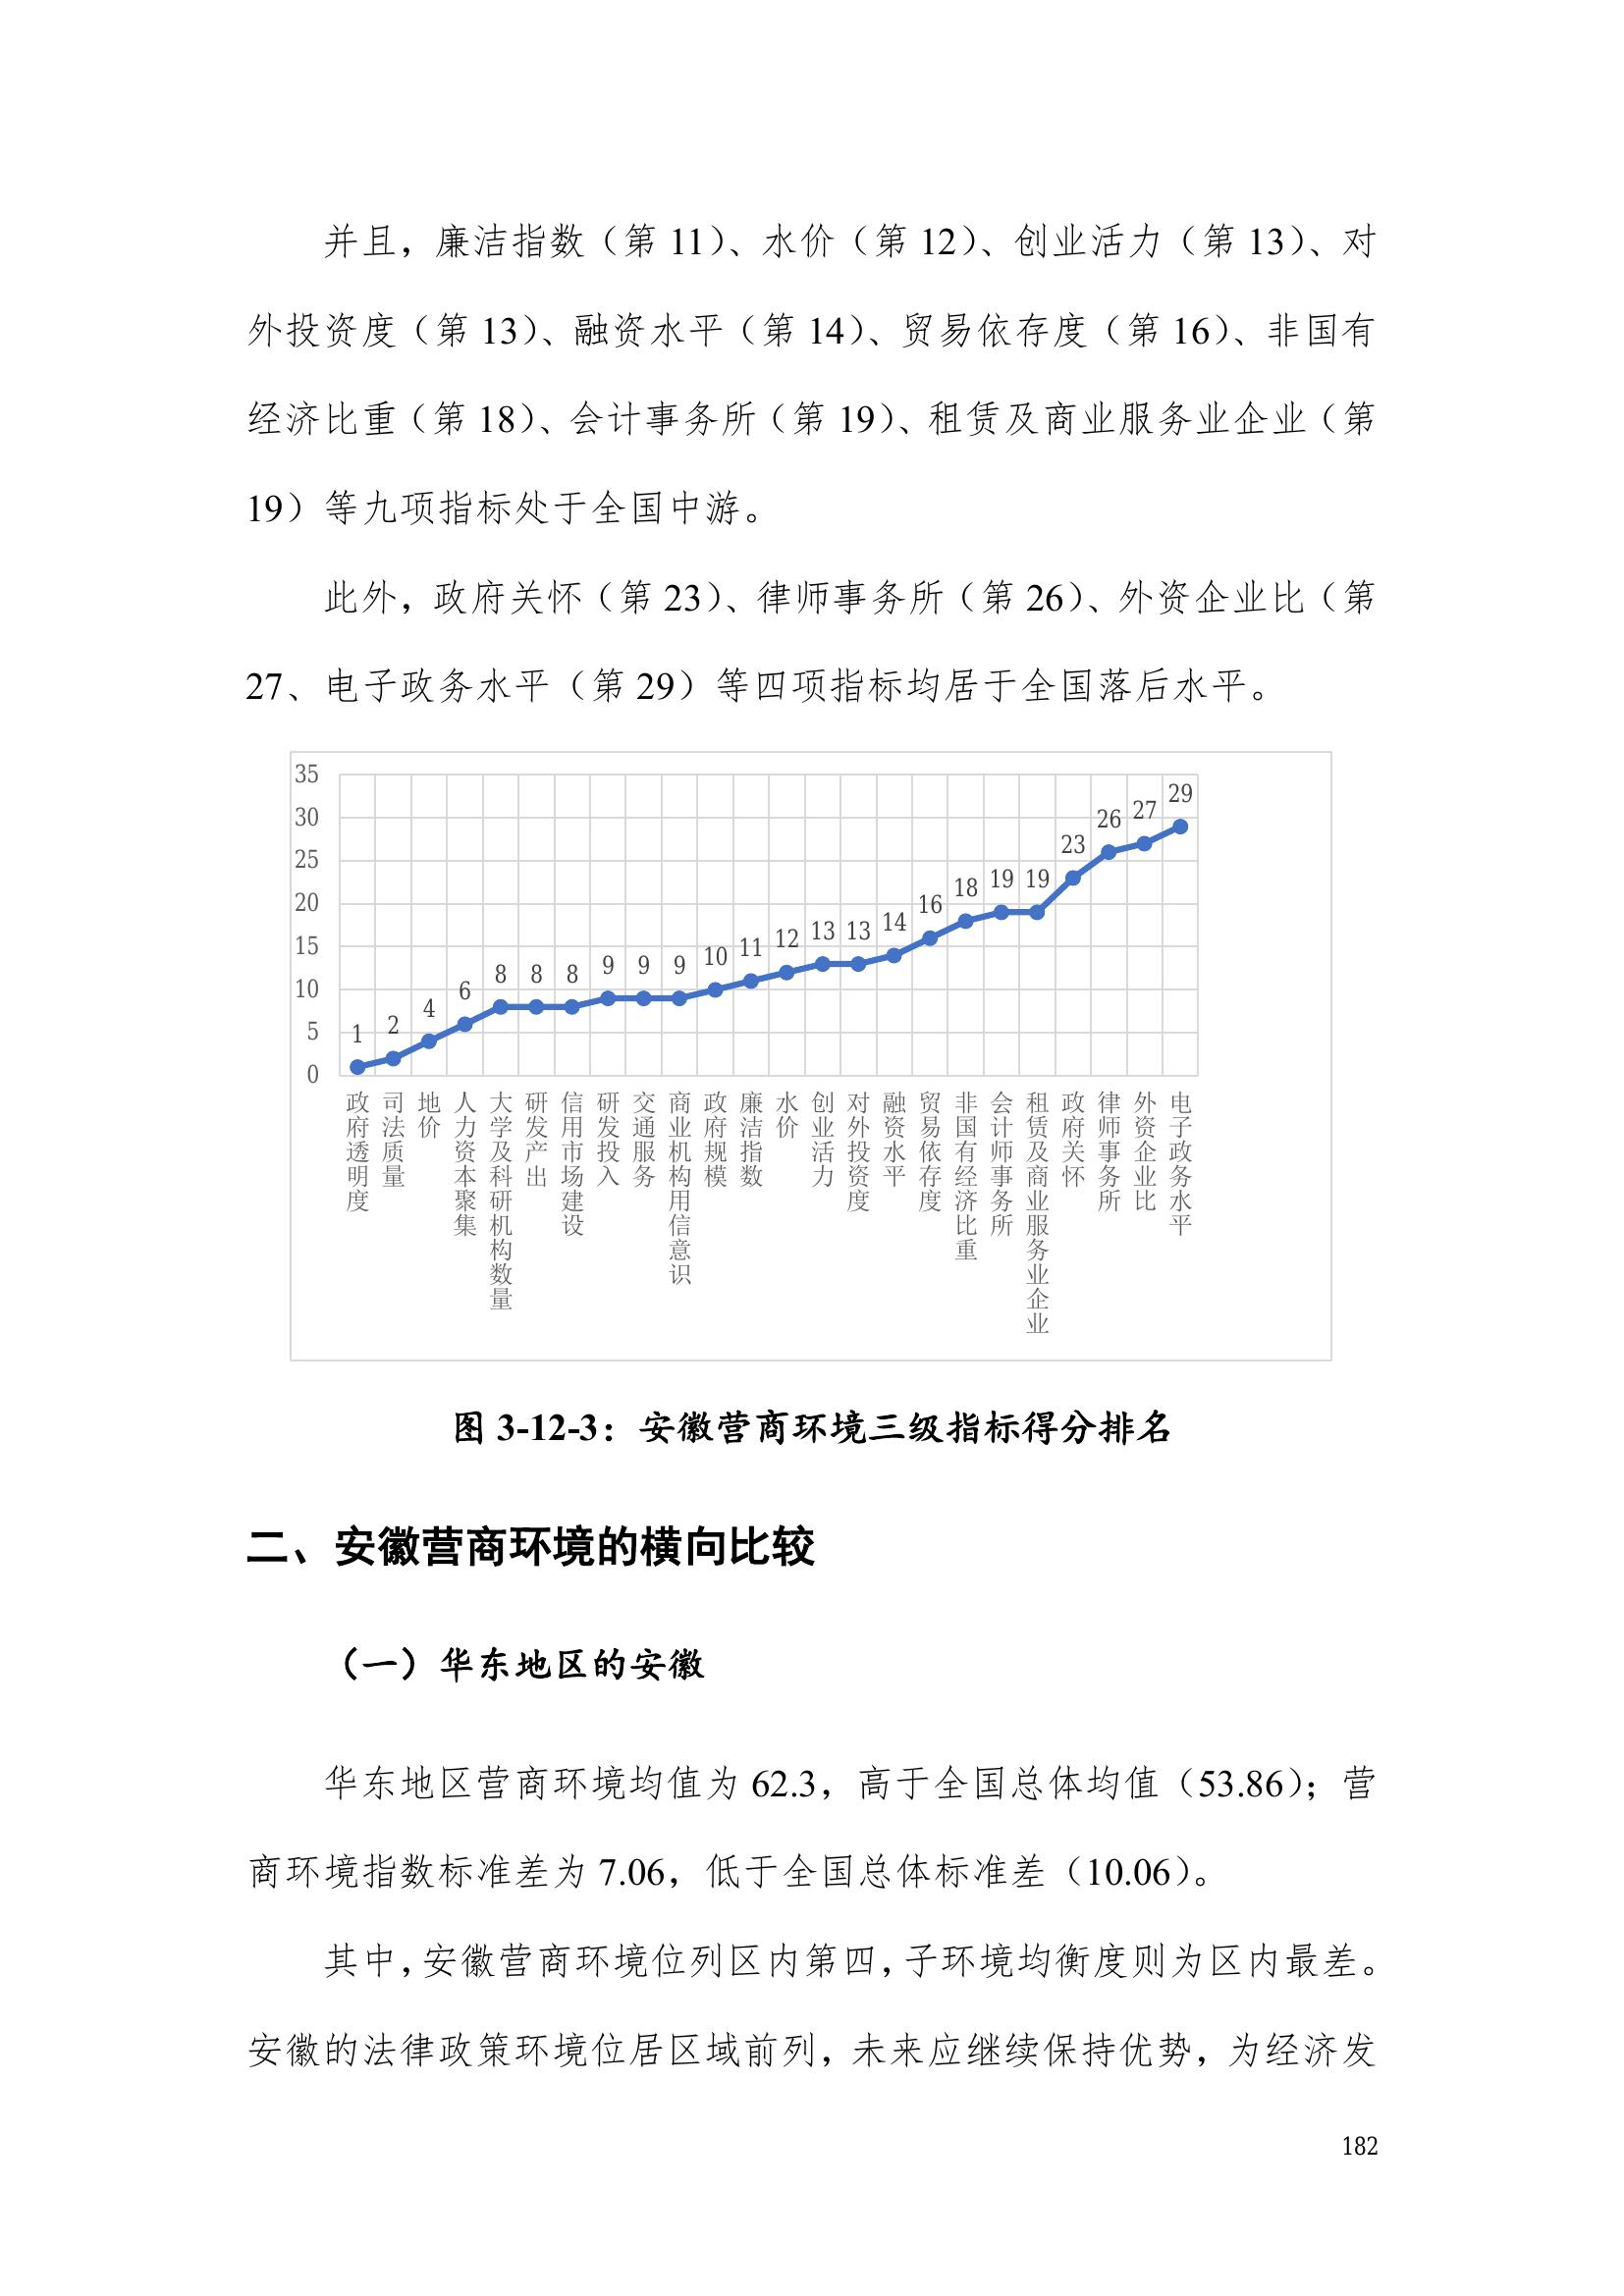 并且，廉洁指数（第 11）、水价（第 12）、创业活力（第 13）、对
外投资度（第 13）、融资水平（第 14）、贸易依存度（第 16）、非国有
经济比重（第 18）、会计事务所（第 19）、租赁及商业服务业企业（第
19）等九项指标处于全国中游。
此外，政府关怀（第 23）、律师事务所（第 26）、外资企业比（第
27、电子政务水平（第 29）等四项指标均居于全国落后水平。
35
30
25
20
15
10
5
0
1
2
4
6
8
8
8
9
9
9
10
11
12
13
13
14
16
18
19
19
23
26
27
29
政府透明度
司法质量
地价
人力资本聚集
大学及科研机构数量
研发产出
信用市场建设
研发投入
交通服务
商业机构用信意识
政府规模
廉洁指数
水价
创业活力
对外投资度
融资水平
贸易依存度
非国有经济比重
会计师事务所
租赁及商业服务业企业
政府关怀
律师事务所
外资企业比
电子政务水平
图 3-12-3：安徽营商环境三级指标得分排名
二、安徽营商环境的横向比较
（一）华东地区的安徽
华东地区营商环境均值为 62.3，高于全国总体均值（53.86）；营
商环境指数标准差为 7.06，低于全国总体标准差（10.06）。
其中，安徽营商环境位列区内第四，子环境均衡度则为区内最差。
安徽的法律政策环境位居区域前列，未来应继续保持优势，为经济发
182